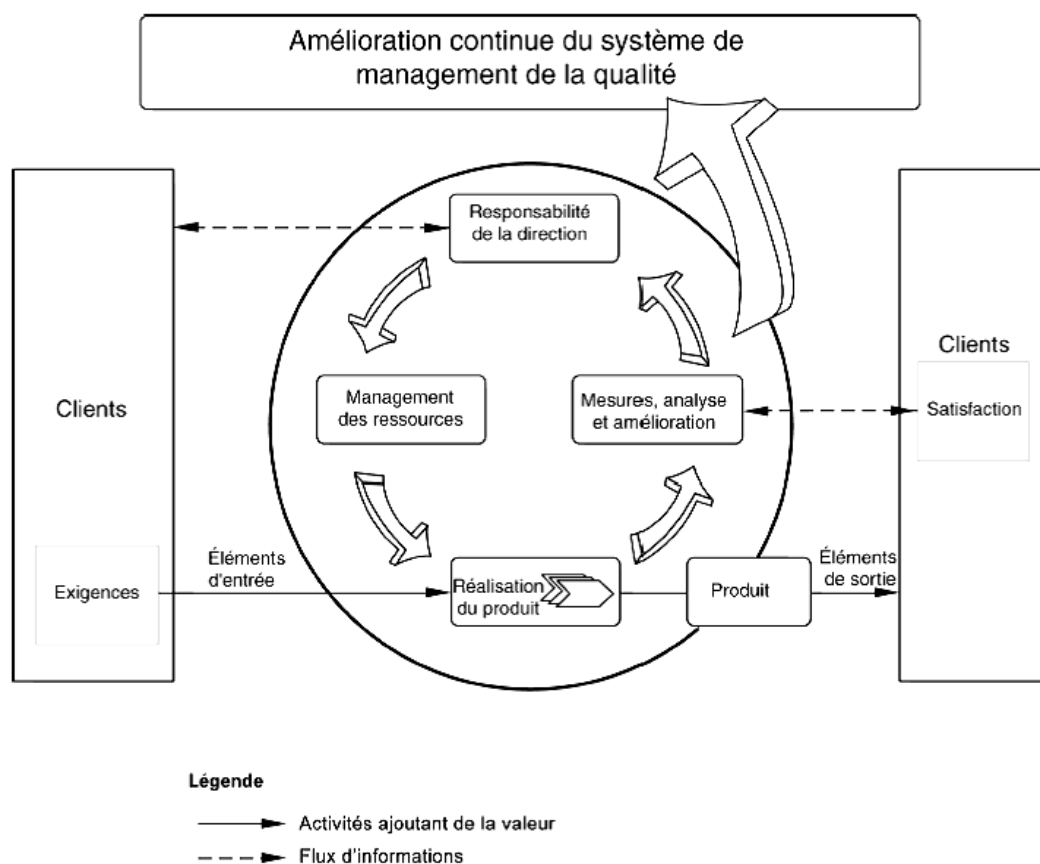 Amélioration continue du système de
management de la qualité
Responsabilité
de la direction
Clients
Management
des ressources
Mesures, analyse
et amélioration
Clients
Satisfaction
Exigences
Éléments
d'entrée
Réalisation
du produit
Produit
Éléments
de sortie
Légende
Activités ajoutant de la valeur
Flux d'informations